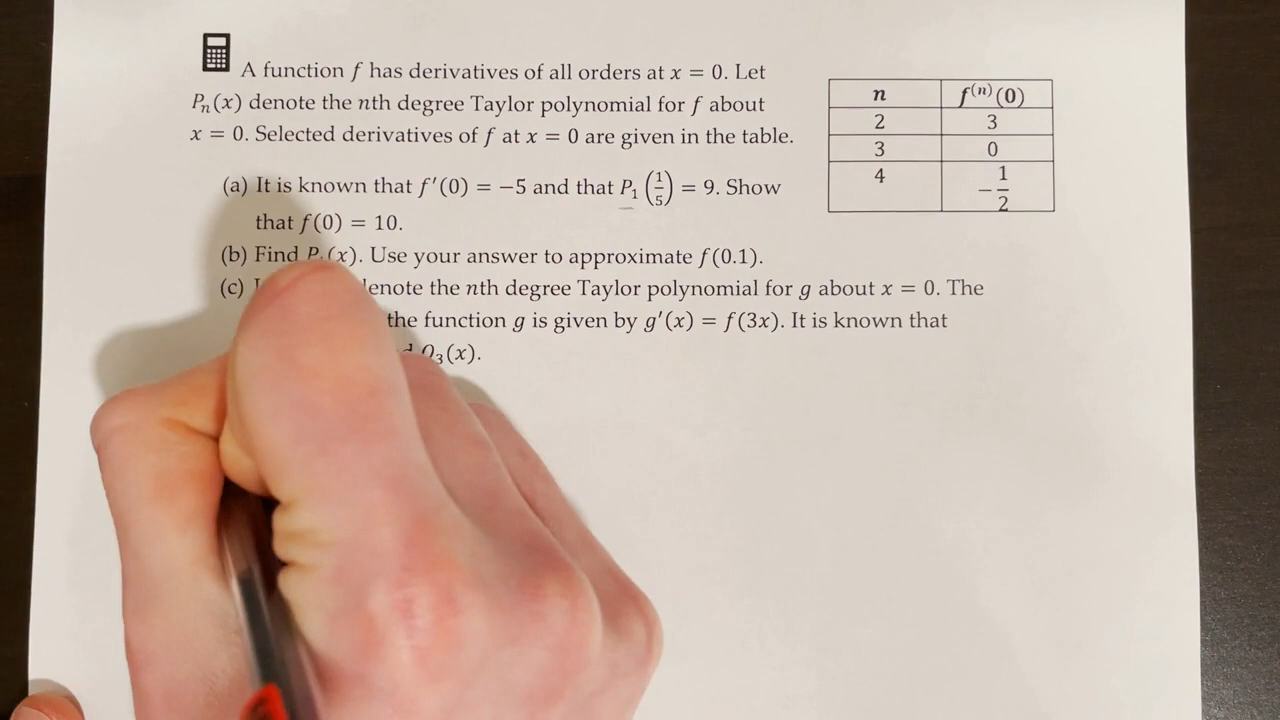 A function f has derivatives of all orders at x = 0. Let
Pₙ(x) denote the nth degree Taylor polynomial for f about
x = 0. Selected derivatives of f at x = 0 are given in the table.
n f⁽ⁿ⁾(0)
2 3
3 0
4 -1/2
(a) It is known that f′(0) = −5 and that P₁(1/5) = 9. Show
that f(0) = 10.
(b) Find P (x). Use your answer to approximate f(0.1).
(c) denote the nth degree Taylor polynomial for g about x = 0. The
the function g is given by g′(x) = f(3x). It is known that
Q₃(x).